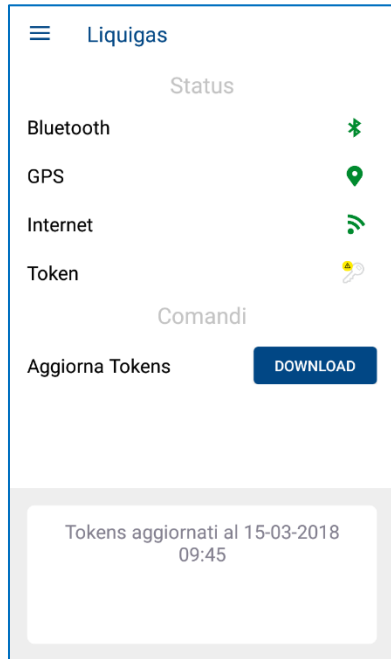 Liquigas
Status
Bluetooth
GPS
Internet
Token
Comandi
Aggiorna Tokens DOWNLOAD
Tokens aggiornati al 15-03-2018
09:45